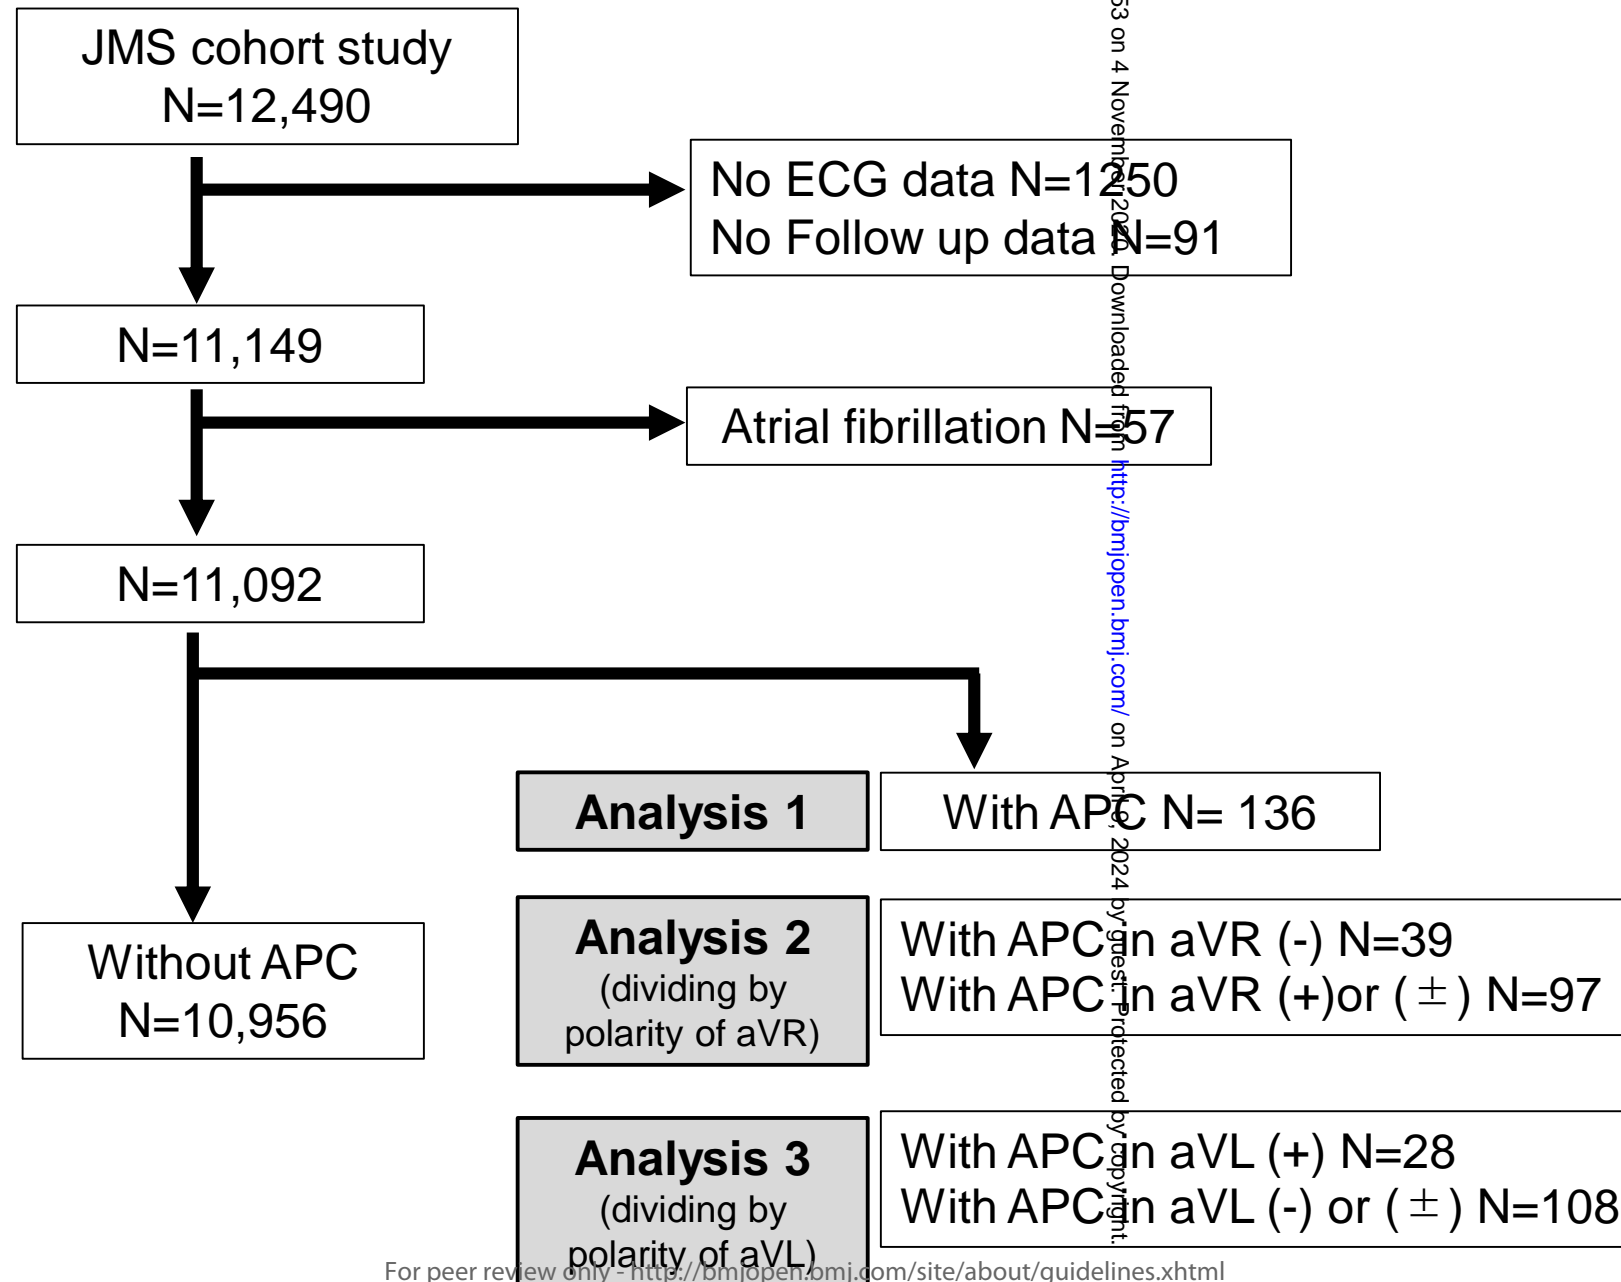 JMS cohort study
N=12,490
No ECG data N=1250
No Follow up data N=91
N=11,149
Atrial fibrillation N=57
N=11,092
Analysis 1
With APC N= 136
Analysis 2
(dividing by
polarity of aVR)
With APC in aVR (-) N=39
With APC in aVR (+)or (±) N=97
Without APC
N=10,956
Analysis 3
(dividing by
polarity of aVL)
With APC in aVL (+) N=28
With APC in aVL (-) or (±) N=108
53 on 4 November 2020. Downloaded from http://bmjopen.bmj.com/ on April 2024 by guest. Protected by copyright.
For peer review only - http://bmjopen.bmj.com/site/about/guidelines.xhtml